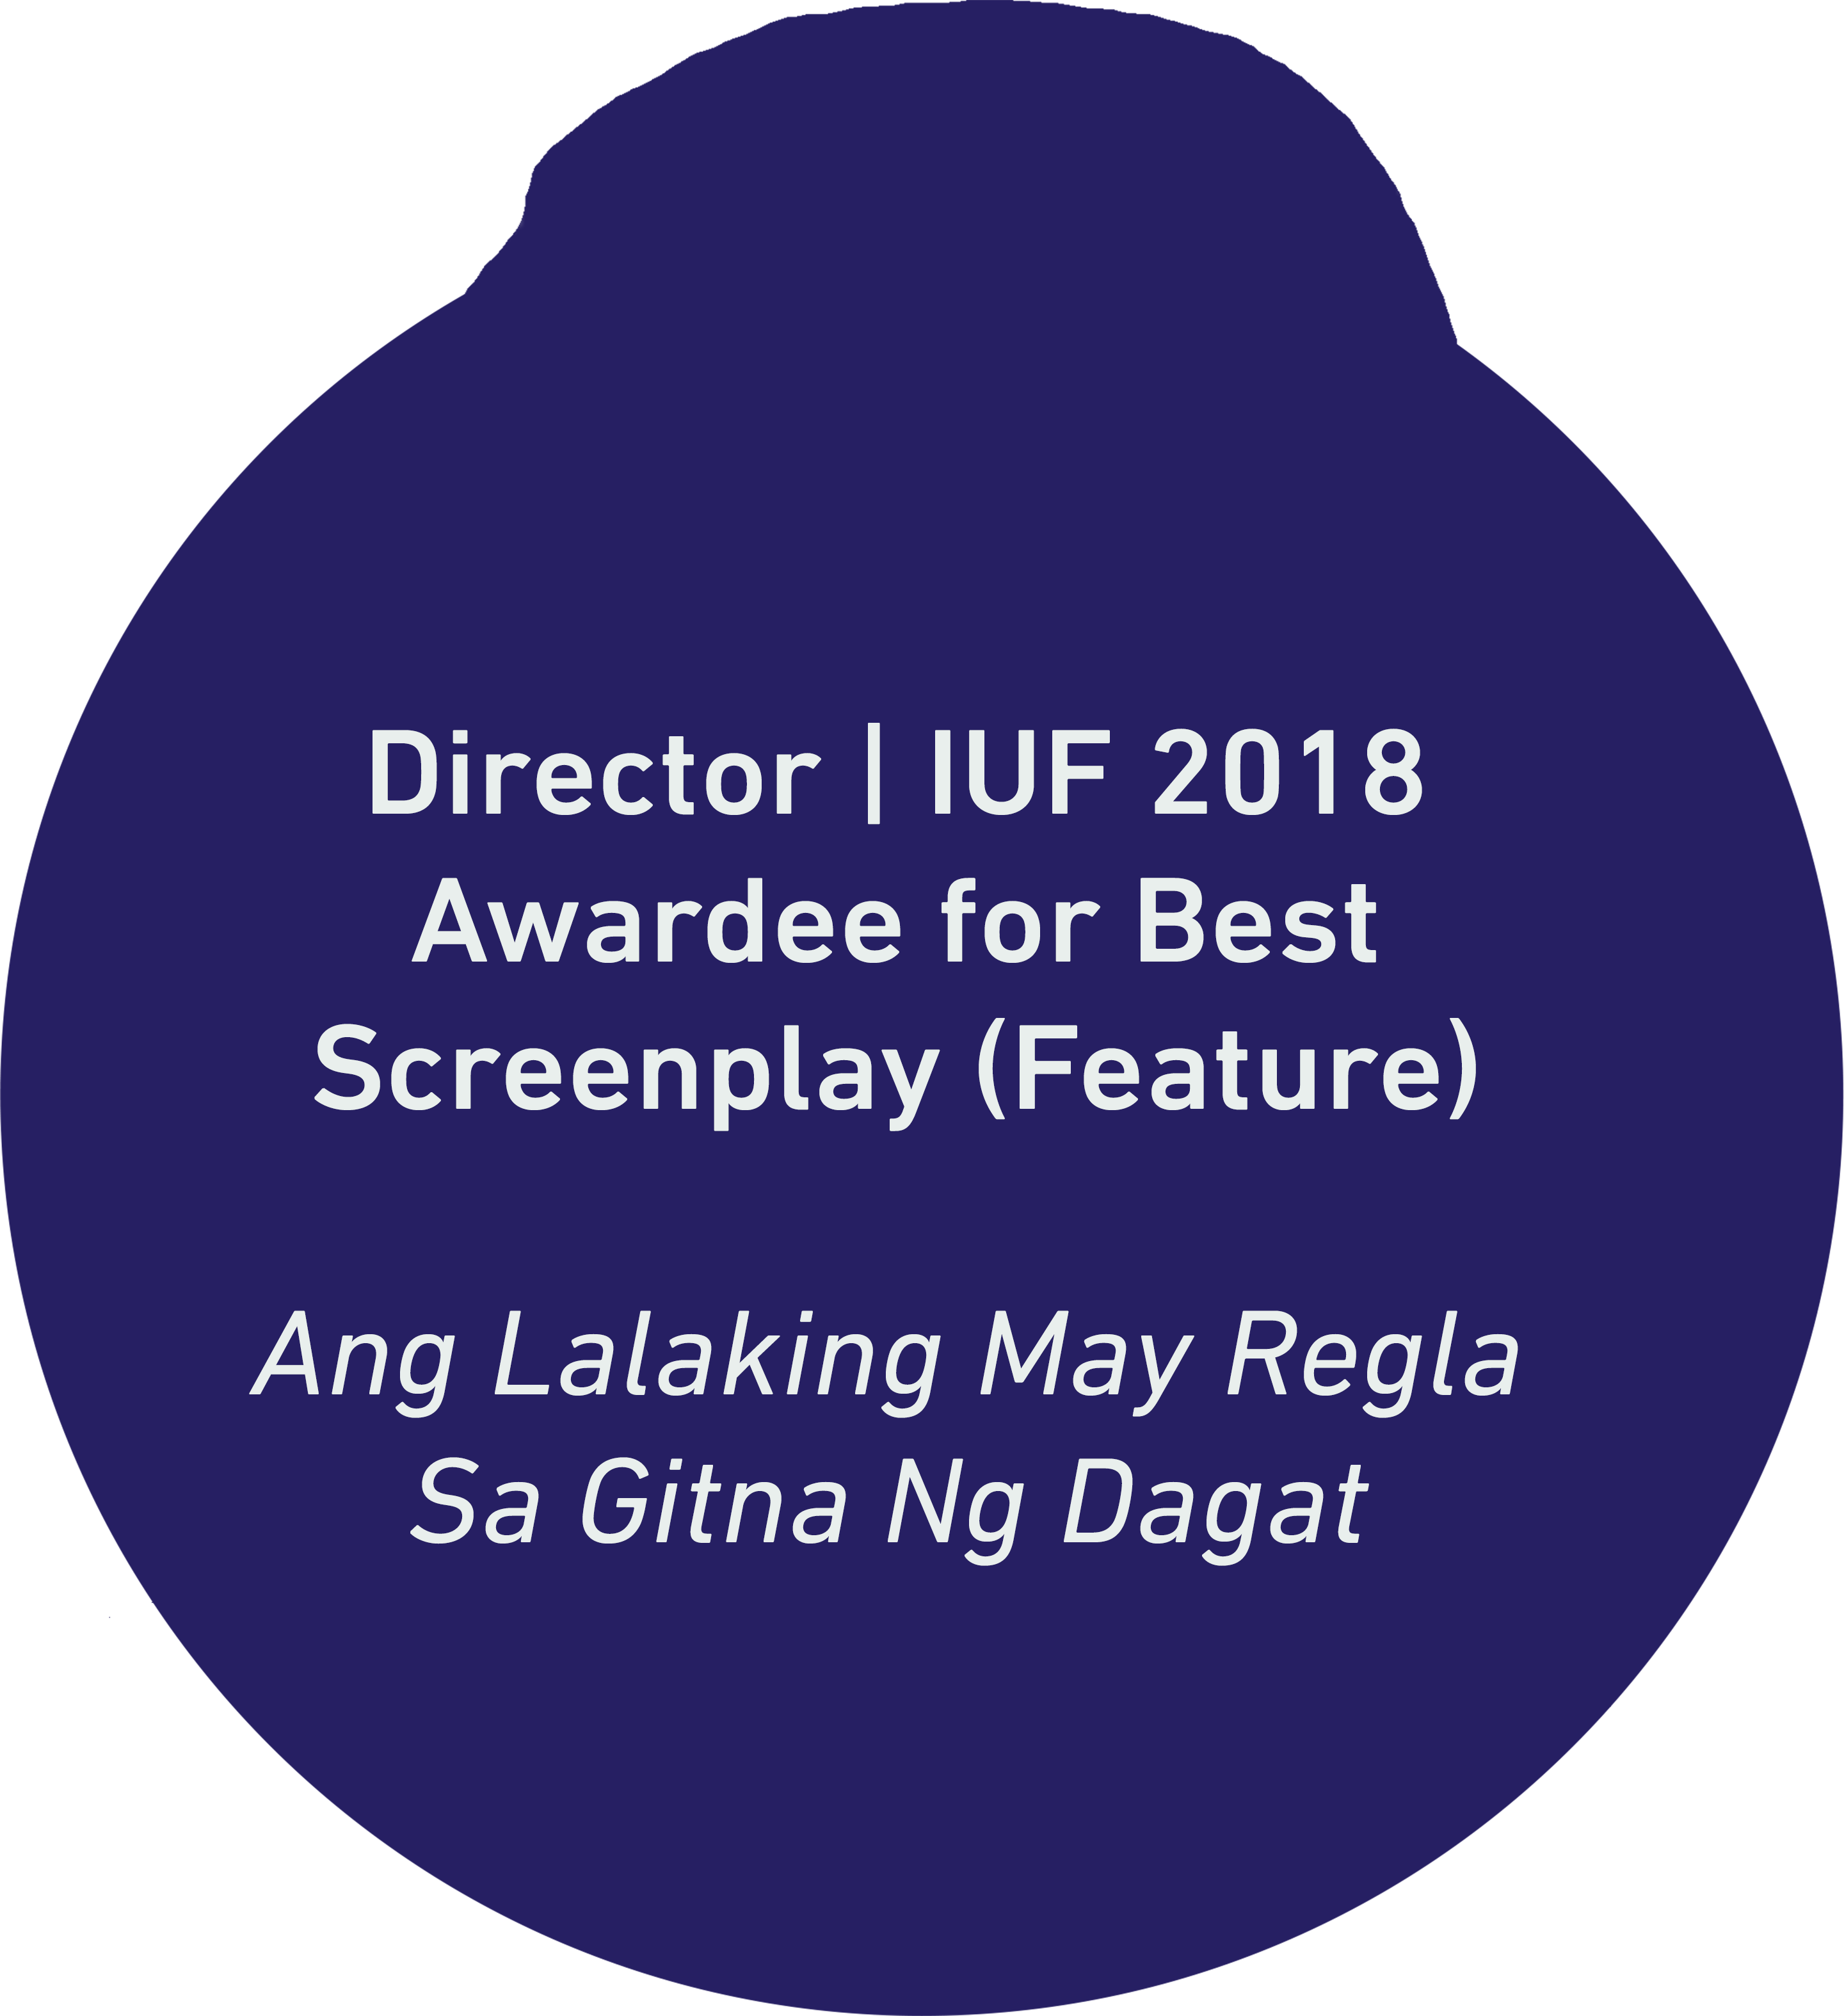 Director | IUF 2018
Awardee for Best
Screenplay (Feature)
Ang Lalaking May Regla
Sa Gitna Ng Dagat